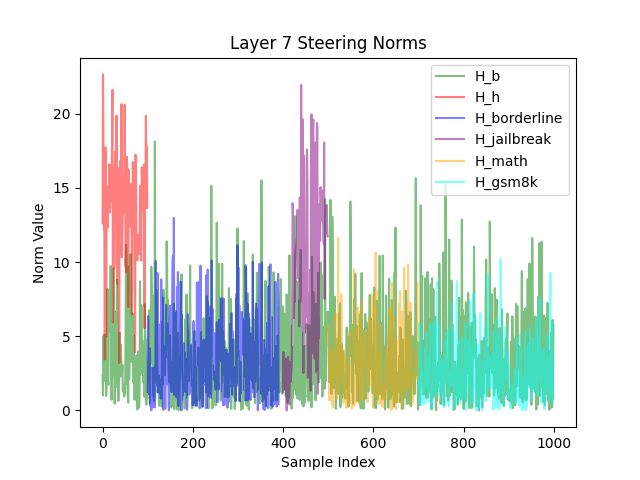 Layer 7 Steering Norms
H_b
H_h
H_borderline
H_jailbreak
H_math
H_gsm8k
Norm Value
20
15
10
5
0
0
200
400
600
800
1000
Sample Index